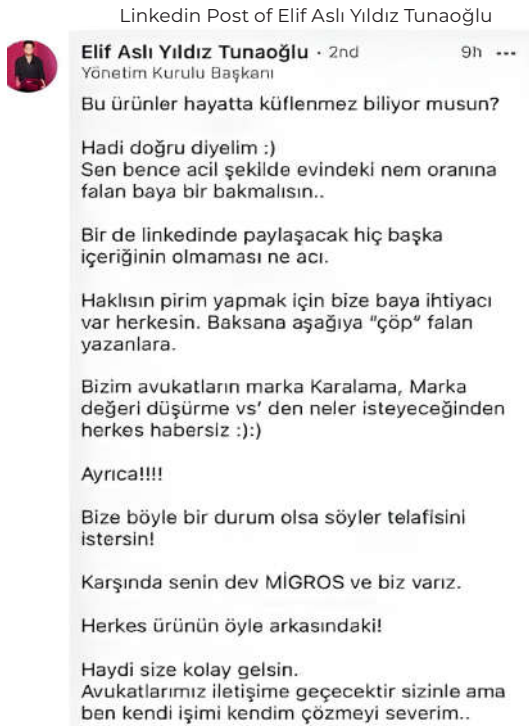 Linkedin Post of Elif Aslı Yıldız Tunaoğlu
Elif Aslı Yıldız Tunaoğlu · 2nd 9h ...
Yönetim Kurulu Başkanı
Bu ürünler hayatta küflenmez biliyor musun?
Hadi doğru diyelim :)
Sen bence acil şekilde evindeki nem oranına
falan baya bir bakmalısın..
Bir de linkedinde paylaşacak hiç başka
içeriğinin olmaması ne acı.
Haklısın pirim yapmak için bize baya ihtiyacı
var herkesin. Baksana aşağıya "çöp" falan
yazanlara.
Bizim avukatların marka Karalama, Marka
değeri düşürme vs' den neler isteyeceğinden
herkes habersiz :):)
Ayrıca!!!!
Bize böyle bir durum olsa söyler telafisini
istersin!
Karşında senin dev MİGROS ve biz varız.
Herkes ürünün öyle arkasındaki!
Haydi size kolay gelsin.
Avukatlarımız iletişime geçecektir sizinle ama
ben kendi işimi kendim çözmeyi severim..